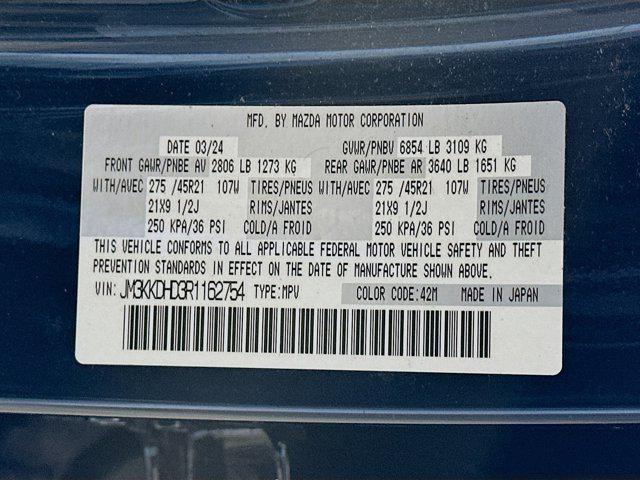 MFD. BY MAZDA MOTOR CORPORATION
DATE 03/24 GVWR/PNBV 6854 LB 3109 KG
FRONT GAWR/PNBE AV 2806 LB 1273 KG REAR GAWR/PNBE AR 3640 LB 1651 KG
WITH/AVEC 275 /45R21 107W TIRES/PNEUS WITH/AVEC 275 /45R21 107W TIRES/PNEUS
21X9 1/2J RIMS/JANTES 21X9 1/2J RIMS/JANTES
250 KPA/36 PSI COLD/A FROID 250 KPA/36 PSI COLD/A FROID
THIS VEHICLE CONFORMS TO ALL APPLICABLE FEDERAL MOTOR VEHICLE SAFETY AND THEFT
PREVENTION STANDARDS IN EFFECT ON THE DATE OF MANUFACTURE SHOWN ABOVE.
VIN: JM3KKDHD3R1162754 TYPE:MPV COLOR CODE:42M MADE IN JAPAN